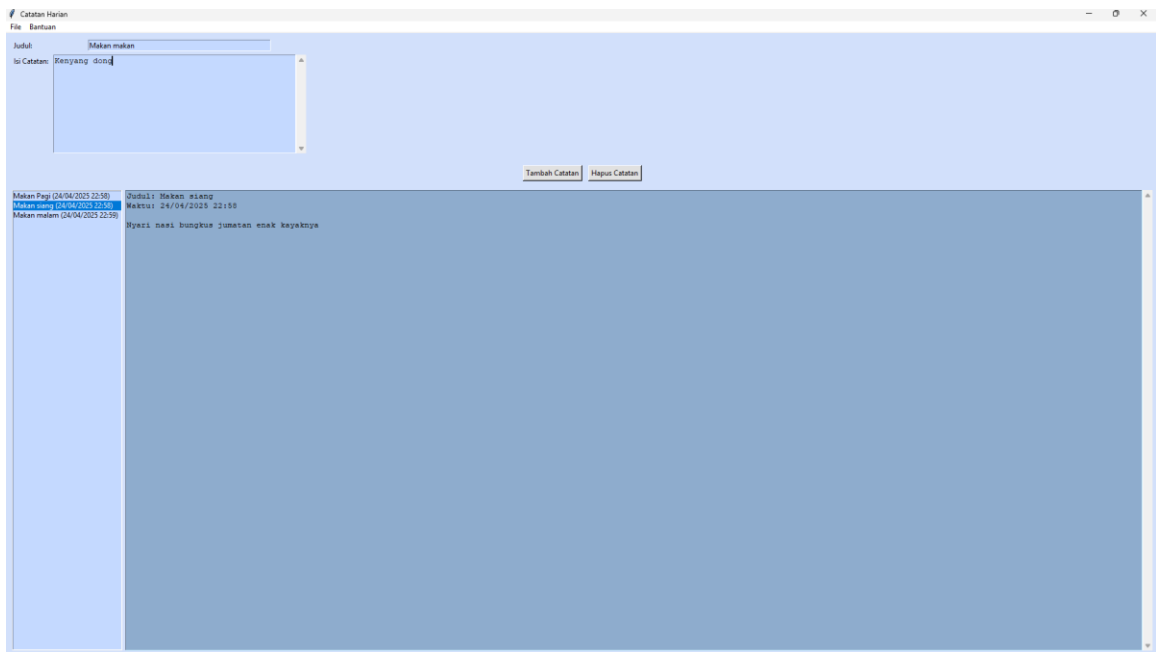 Catatan Harian
File Bantuan
Judul: Makan makan
Isi Catatan: Kenyang dong
Tambah Catatan Hapus Catatan
Makan Pagi (24/04/2025 22:58)
Makan siang (24/04/2025 22:58)
Makan malam (24/04/2025 22:59)
Judul: Makan siang
Waktu: 24/04/2025 22:58
Nyari nasi bungkus jumatan enak kayaknya